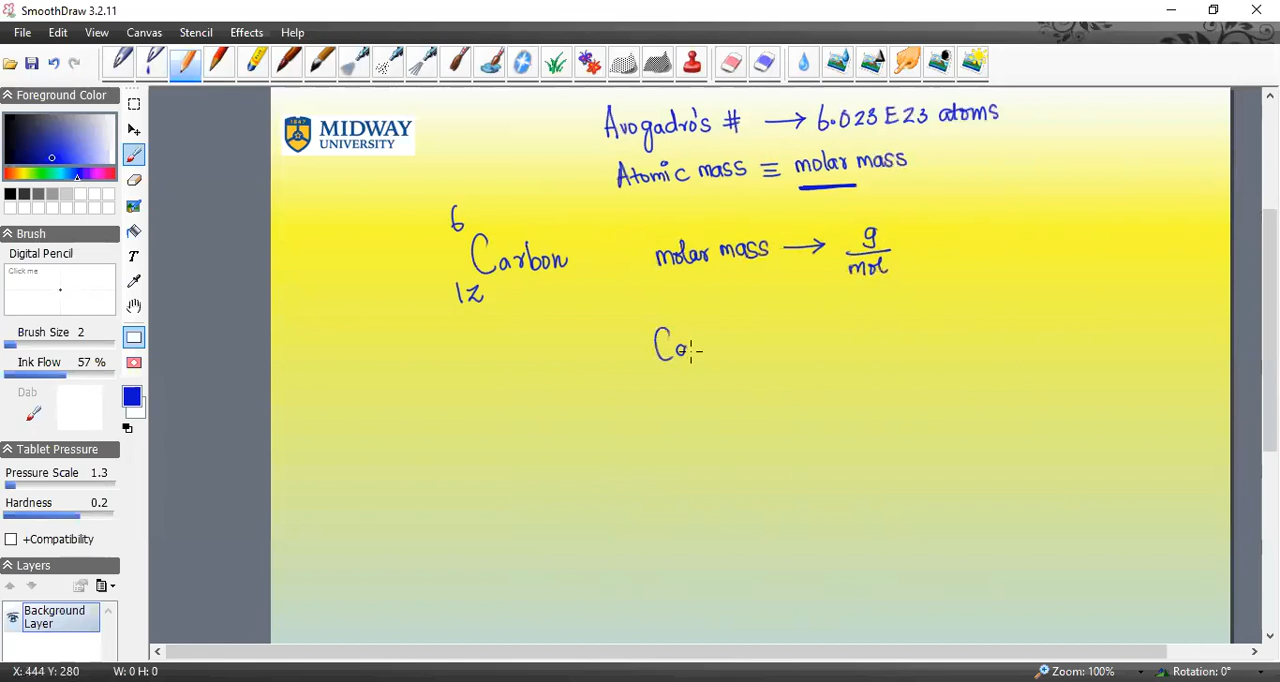 SmoothDraw 3.2.11
File Edit View Canvas Stencil Effects Help
Foreground Color
Brush
Digital Pencil
Click me
Brush Size 2
Ink Flow 57 %
Dab
Tablet Pressure
Pressure Scale 1.3
Hardness 0.2
+Compatibility
Layers
Background
Layer
MIDWAY
UNIVERSITY
Avogadro's # → 6.023 E23 atoms
Atomic mass ≡ molar mass
6
Carbon
12
molar mass → g
mol
Ca
X: 444 Y: 280 W: 0 H: 0 Zoom: 100% Rotation: 0°